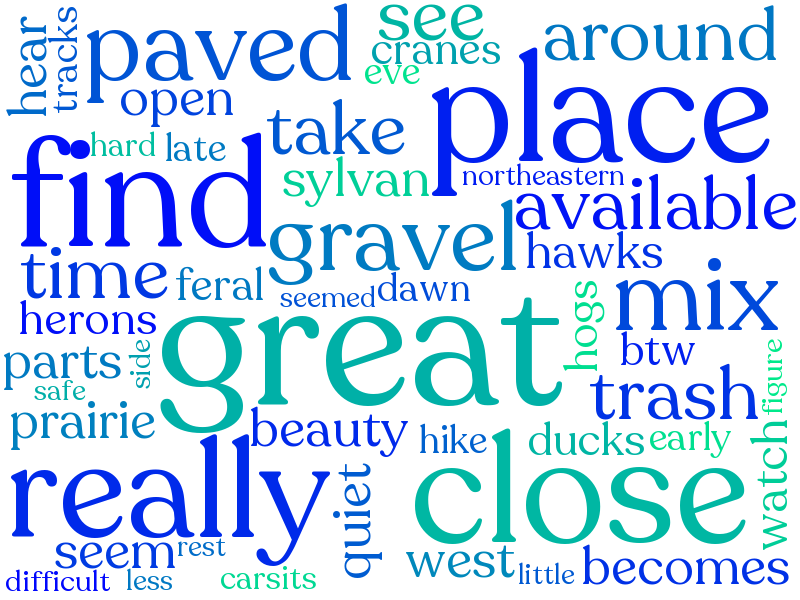 hear
tracks
paved
see
cranes
eve
around
open
place
hard
late
take
find
sylvan
northeastern
available
gravel
hawks
time
feral
seemed
dawn
hogs
mix
herons
great
btw
parts
side
safe
trash
figure
prairie
beauty
hike
ducks
early
really
close
watch
quiet
seem
rest
west
little
becomes
difficult
less
carsits